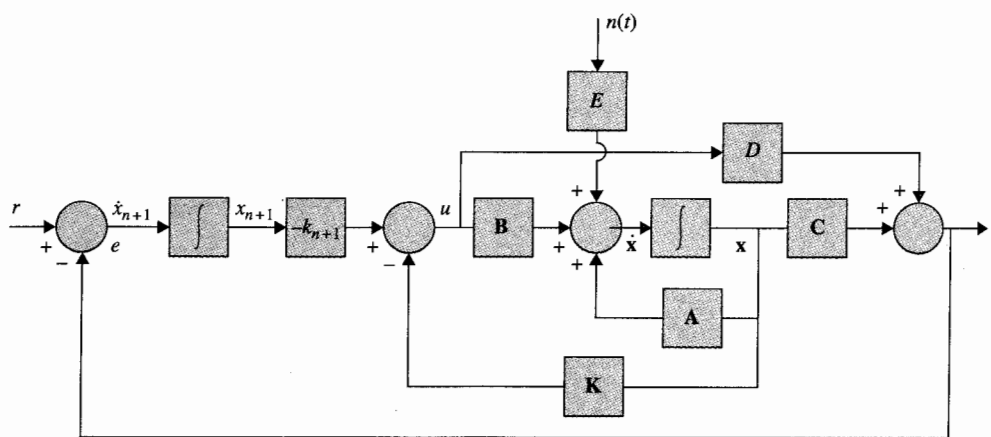 n(t)
E
D
+
+
r
ẋₙ₊₁
∫
xₙ₊₁
-kₙ₊₁
u
B
∫
C
+
+
e
+
+
ẋ
x
−
−
+
A
K